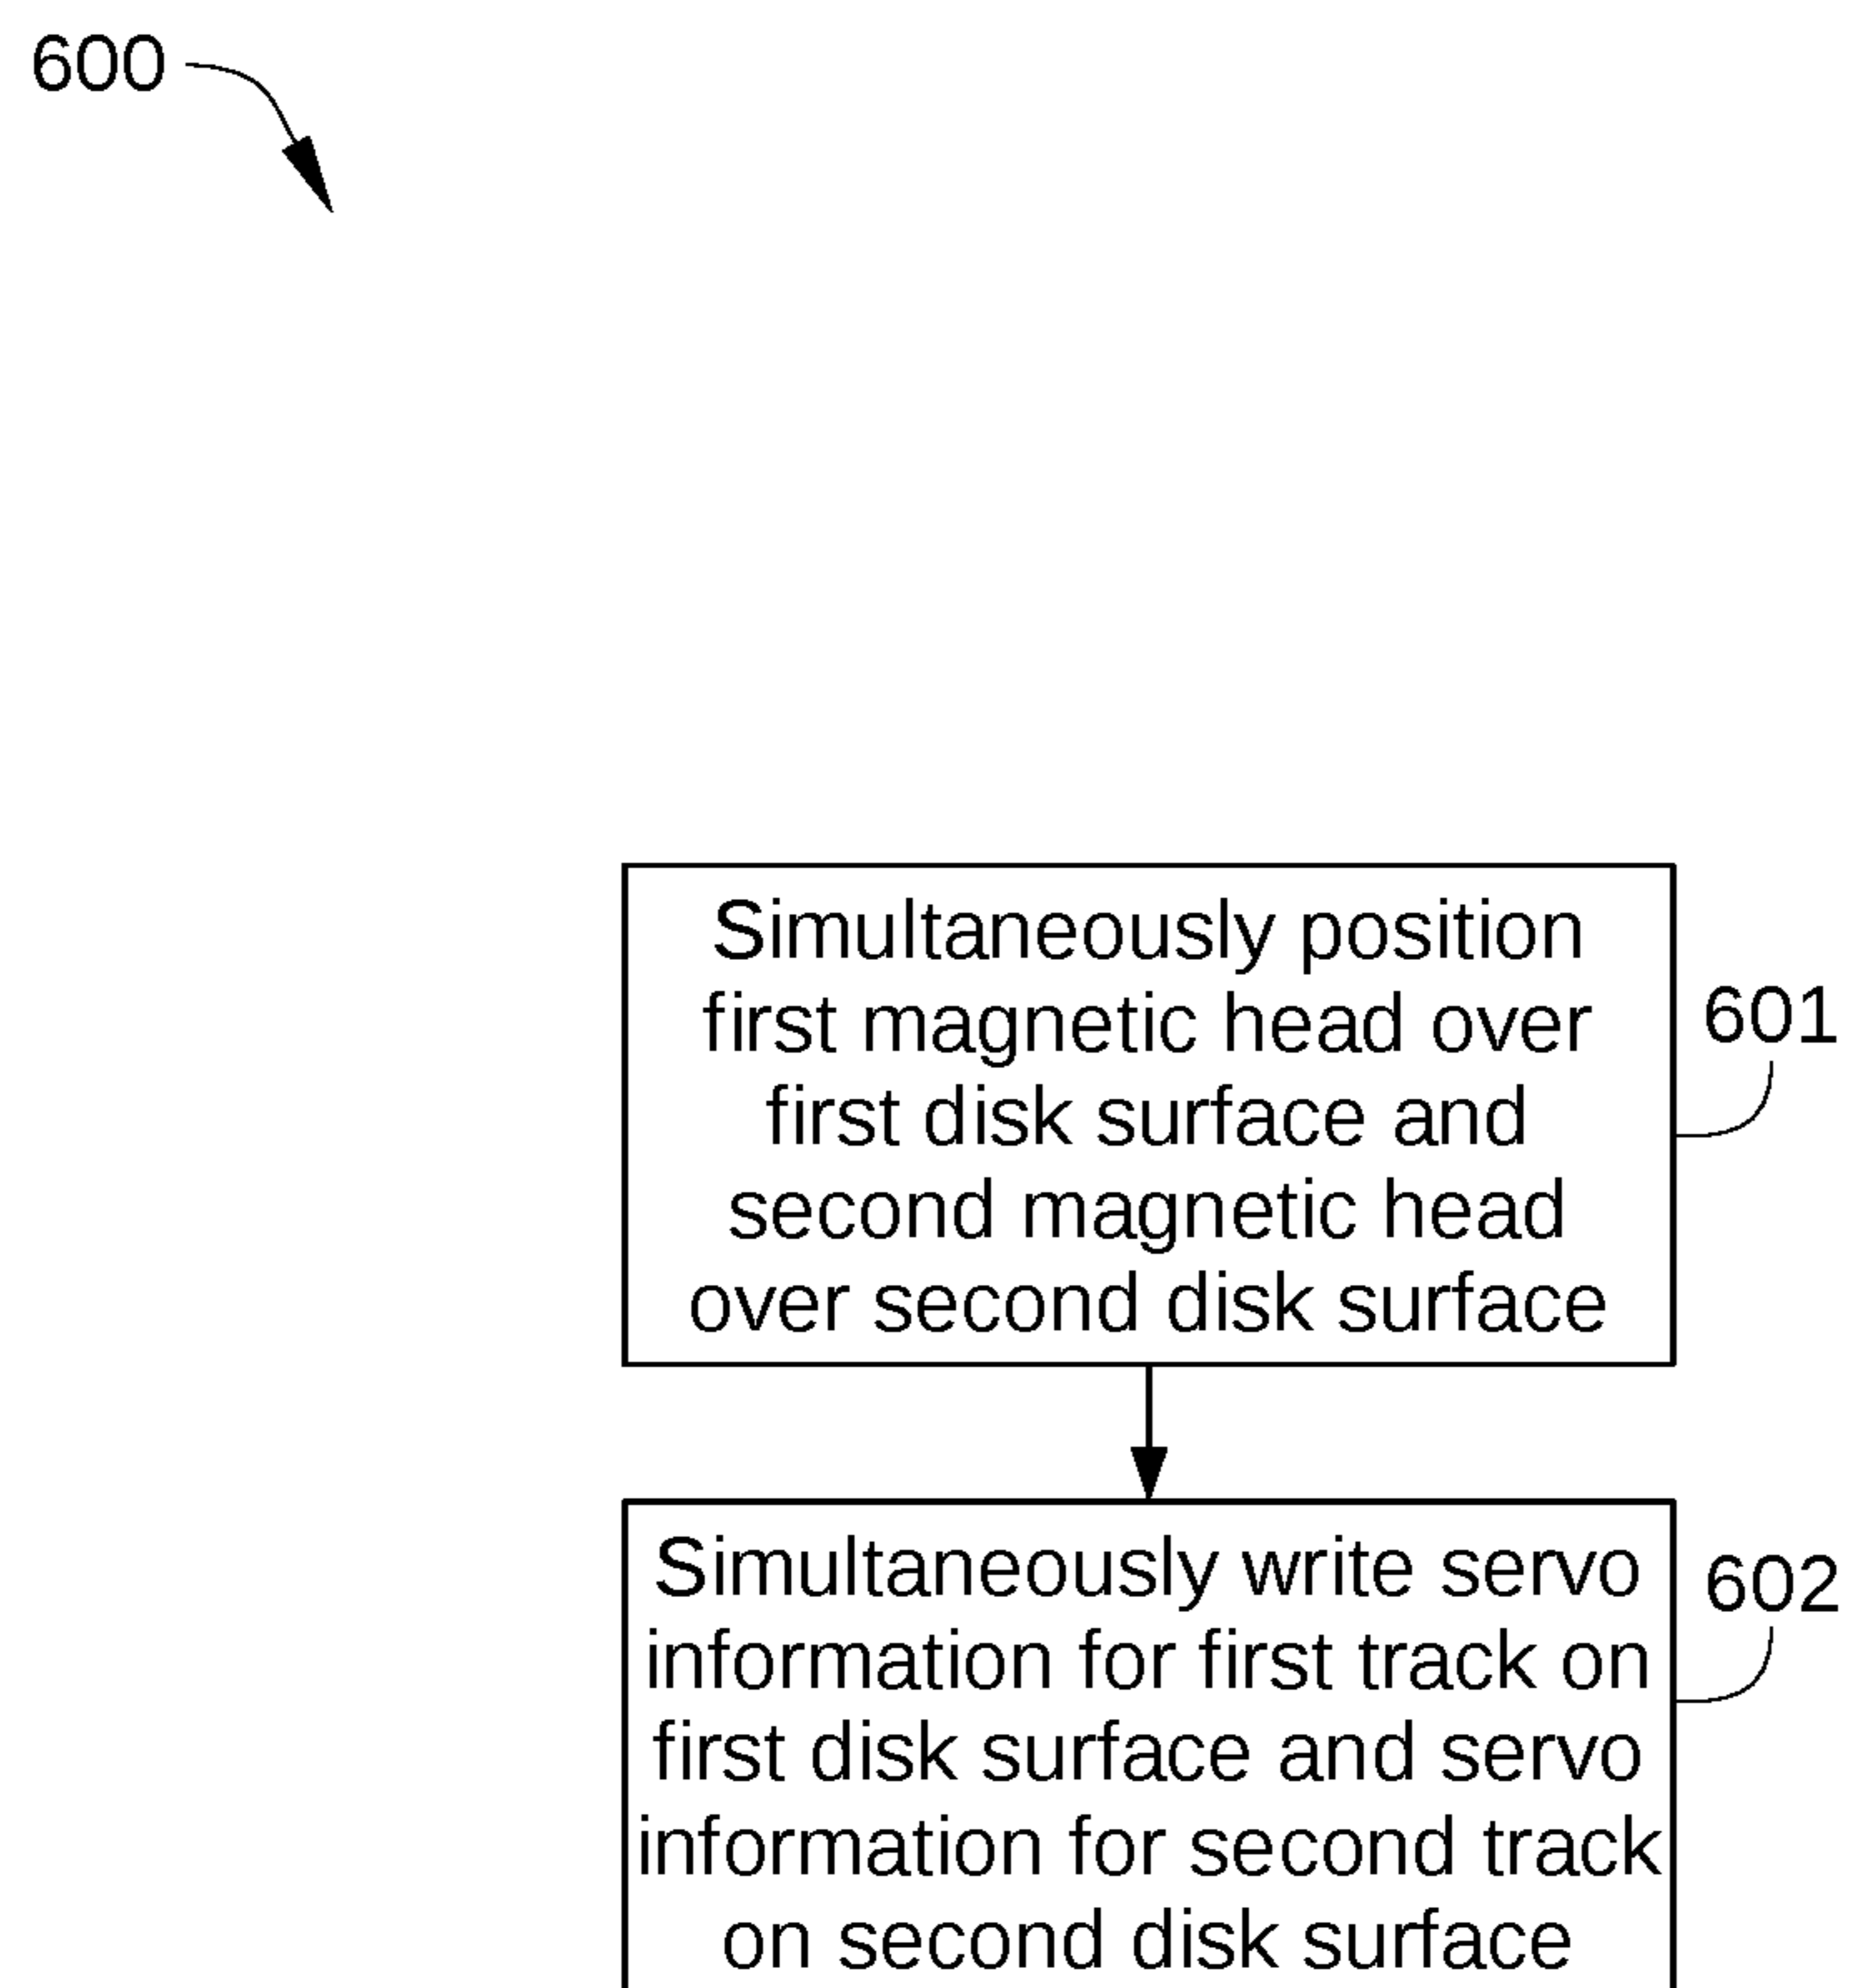 600
Simultaneously position
first magnetic head over
first disk surface and
second magnetic head
over second disk surface
601
Simultaneously write servo
information for first track on
first disk surface and servo
information for second track
on second disk surface
602